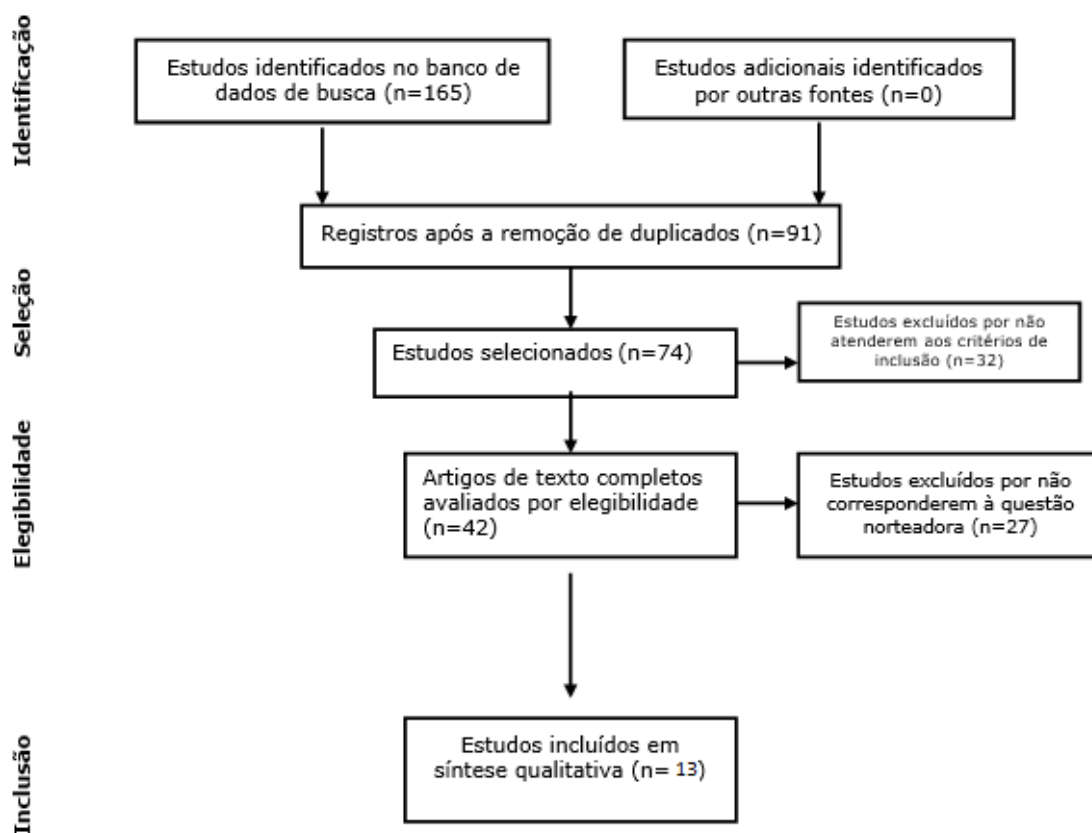 Identificação
Estudos identificados no banco de
dados de busca (n=165)
Estudos adicionais identificados
por outras fontes (n=0)
Registros após a remoção de duplicados (n=91)
Seleção
Estudos selecionados (n=74)
Estudos excluídos por não
atenderem aos critérios de
inclusão (n=32)
Elegibilidade
Artigos de texto completos
avaliados por elegibilidade
(n=42)
Estudos excluídos por não
corresponderem à questão
norteadora (n=27)
Inclusão
Estudos incluídos em
síntese qualitativa (n= 13)